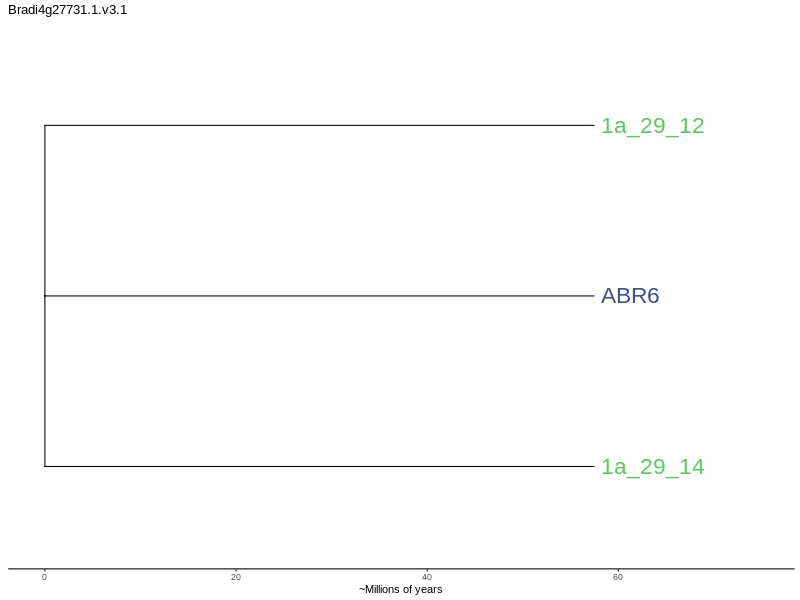 Bradi4g27731.1.v3.1
1a_29_12
ABR6
1a_29_14
0 20 40 60
~Millions of years